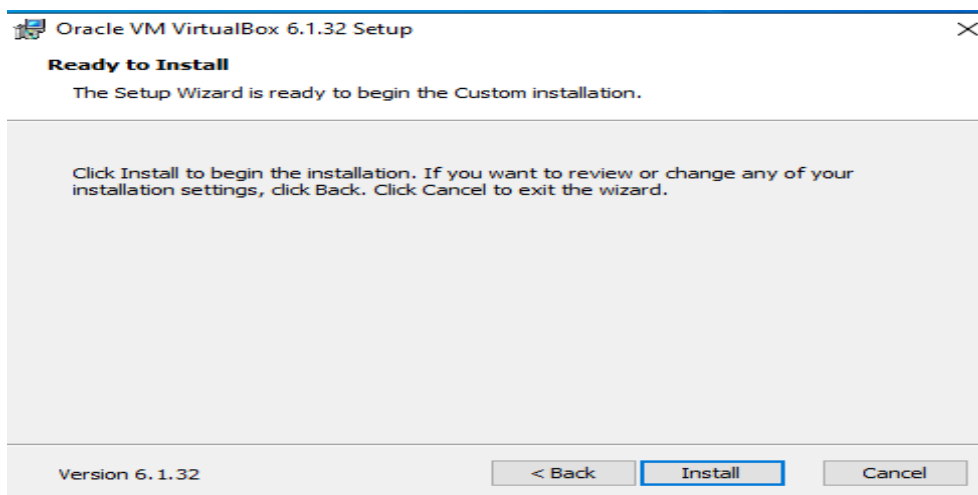 Oracle VM VirtualBox 6.1.32 Setup
Ready to Install
The Setup Wizard is ready to begin the Custom installation.
Click Install to begin the installation. If you want to review or change any of your
installation settings, click Back. Click Cancel to exit the wizard.
Version 6.1.32
< Back
Install
Cancel